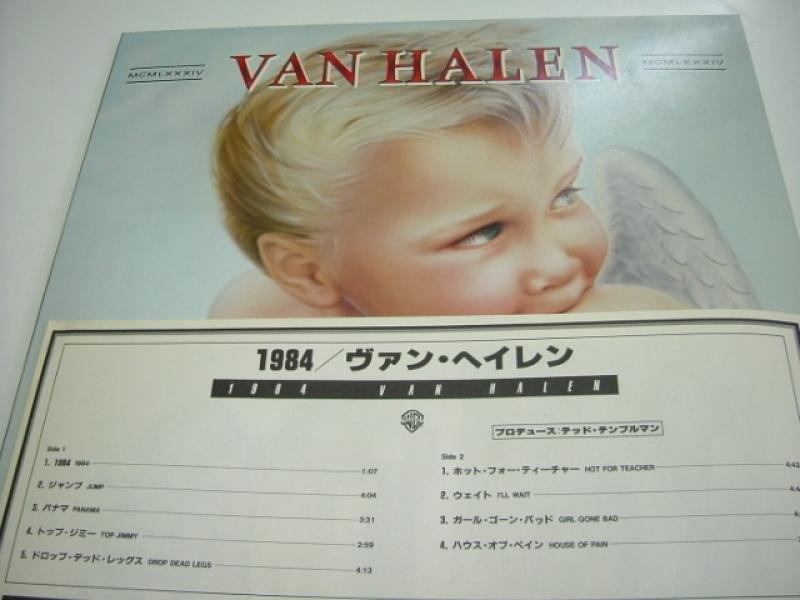 MCMLXXXIV VAN HALEN MCMLXXXIV
1984/ヴァン・ヘイレン
1984 VAN HALEN
プロデュース:テッド・テンプルマン
Side 1
1. 1984 1984 1:07
2. ジャンプ JUMP 4:04
3. パナマ PANAMA 3:31
4. トップ・ジミー TOP JIMMY 2:59
5. ドロップ・デッド・レッグス DROP DEAD LEGS 4:13
Side 2
1. ホット・フォー・ティーチャー HOT FOR TEACHER
2. ウェイト I'LL WAIT
3. ガール・ゴーン・バッド GIRL GONE BAD
4. ハウス・オブ・ペイン HOUSE OF PAIN